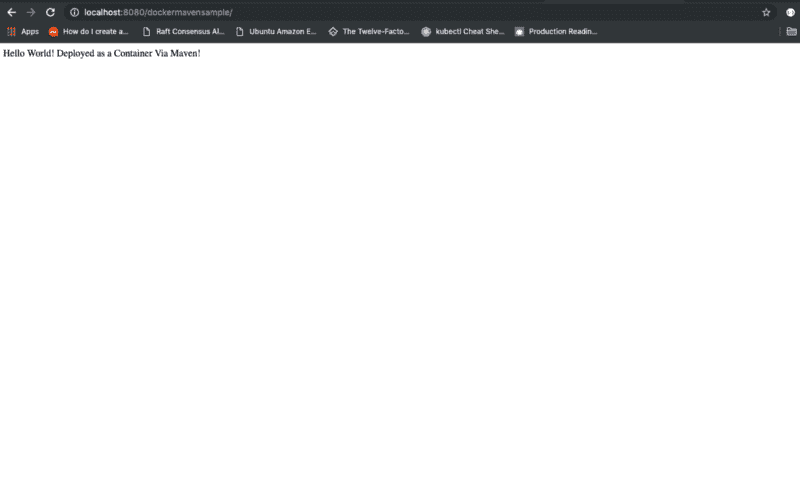 localhost:8080/dockermavensample/
Apps How do I create a... Raft Consensus Al... Ubuntu Amazon E... The Twelve-Facto... kubectl Cheat She... Production Readin...
Hello World! Deployed as a Container Via Maven!